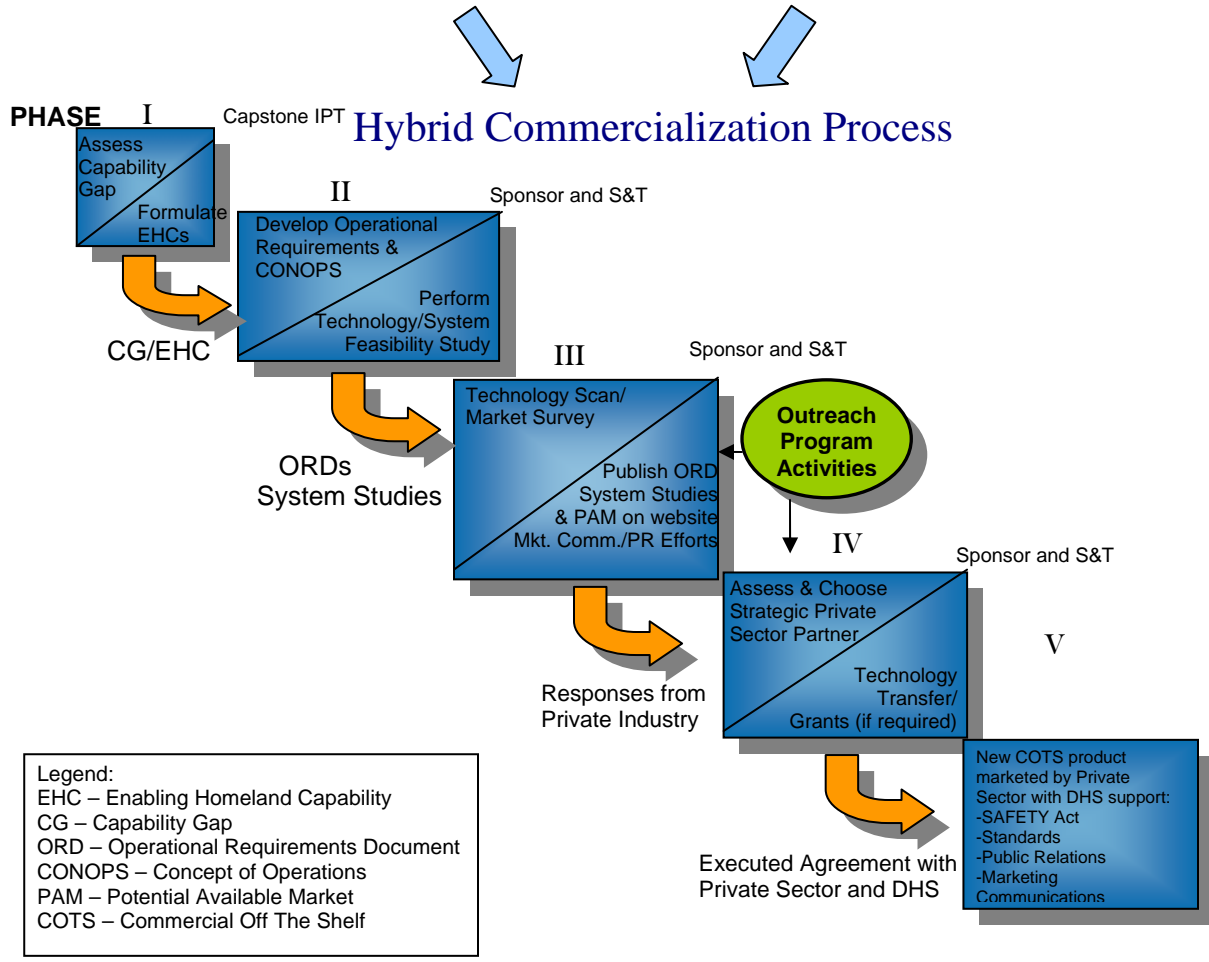 Hybrid Commercialization Process
PHASE
I
Capstone IPT
Assess
Capability
Gap
Formulate
EHCs
CG/EHC
II
Sponsor and S&T
Develop Operational
Requirements &
CONOPS
Perform
Technology/System
Feasibility Study
ORDs
System Studies
III
Sponsor and S&T
Technology Scan/
Market Survey
Publish ORD
System Studies
& PAM on website
Mkt. Comm./PR Efforts
Outreach
Program
Activities
Responses from
Private Industry
IV
Sponsor and S&T
Assess & Choose
Strategic Private
Sector Partner
Technology
Transfer/
Grants (if required)
Executed Agreement with
Private Sector and DHS
V
New COTS product
marketed by Private
Sector with DHS support:
-SAFETY Act
-Standards
-Public Relations
-Marketing
Communications
Legend:
EHC – Enabling Homeland Capability
CG – Capability Gap
ORD – Operational Requirements Document
CONOPS – Concept of Operations
PAM – Potential Available Market
COTS – Commercial Off The Shelf